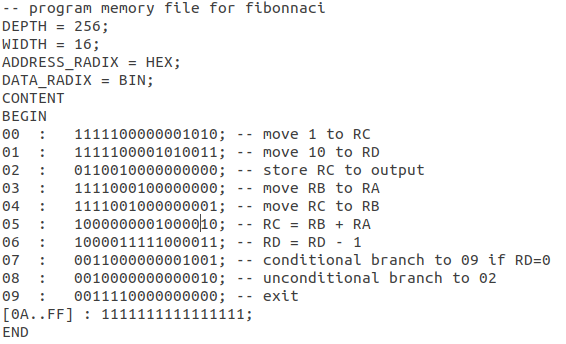 -- program memory file for fibonnaci
DEPTH = 256;
WIDTH = 16;
ADDRESS_RADIX = HEX;
DATA_RADIX = BIN;
CONTENT
BEGIN
00  :   1111100000001010; -- move 1 to RC
01  :   1111100001010011; -- move 10 to RD
02  :   0110010000000000; -- store RC to output
03  :   1111000100000000; -- move RB to RA
04  :   1111001000000001; -- move RC to RB
05  :   1000000001000010; -- RC = RB + RA
06  :   1000011111000011; -- RD = RD - 1
07  :   0011000000001001; -- conditional branch to 09 if RD=0
08  :   0010000000000010; -- unconditional branch to 02
09  :   0011110000000000; -- exit
[0A..FF] : 1111111111111111;
END